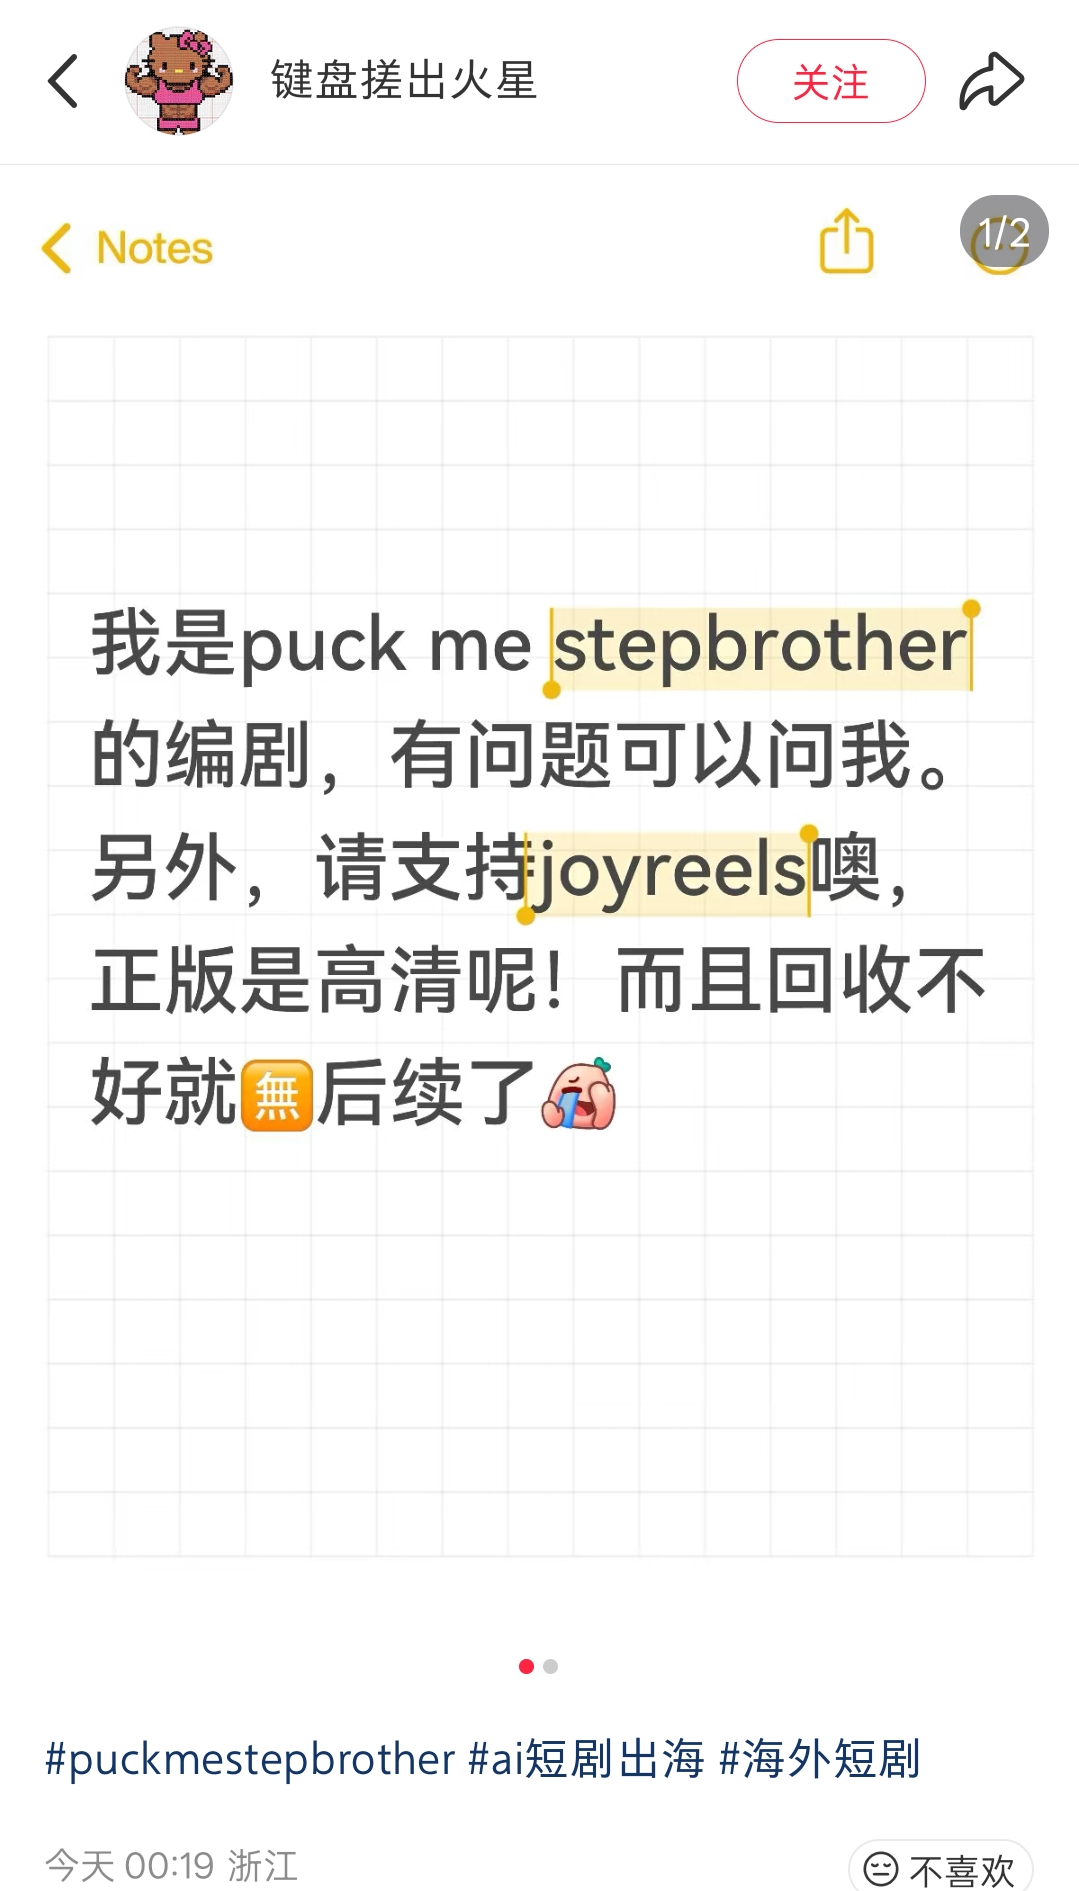 键盘搓出火星
关注
Notes
1/2
我是puck me stepbrother
的编剧，有问题可以问我。
另外，请支持joyreels噢，
正版是高清呢！而且回收不
好就🈚后续了
#puckmestepbrother #ai短剧出海 #海外短剧
今天 00:19 浙江
不喜欢